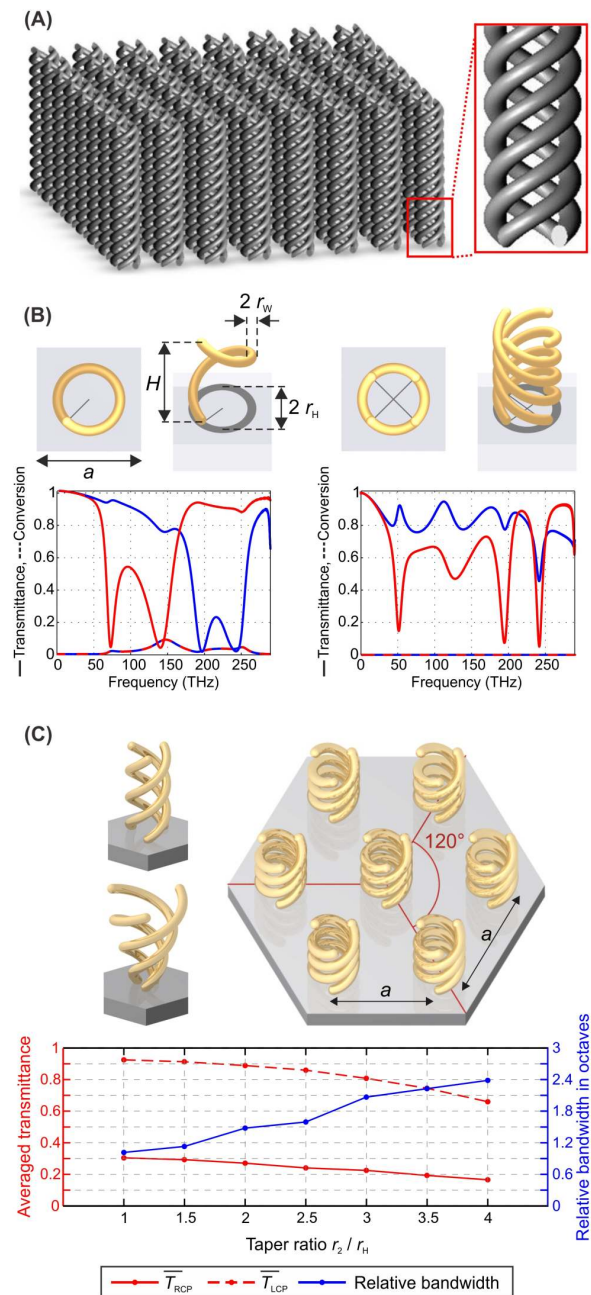 (A)
(B)
2 r_W
H
2 r_H
a
— Transmittance, --- Conversion
1
0.8
0.6
0.4
0.2
0
0 50 100 150 200 250
Frequency (THz)
— Transmittance, --- Conversion
1
0.8
0.6
0.4
0.2
0
0 50 100 150 200 250
Frequency (THz)
(C)
120°
a
a
Averaged transmittance
1
0.8
0.6
0.4
0.2
0
3
2.4
1.8
1.2
0.6
0
Relative bandwidth in octaves
1 1.5 2 2.5 3 3.5 4
Taper ratio r_2 / r_H
T̅_RCP T̅_LCP Relative bandwidth